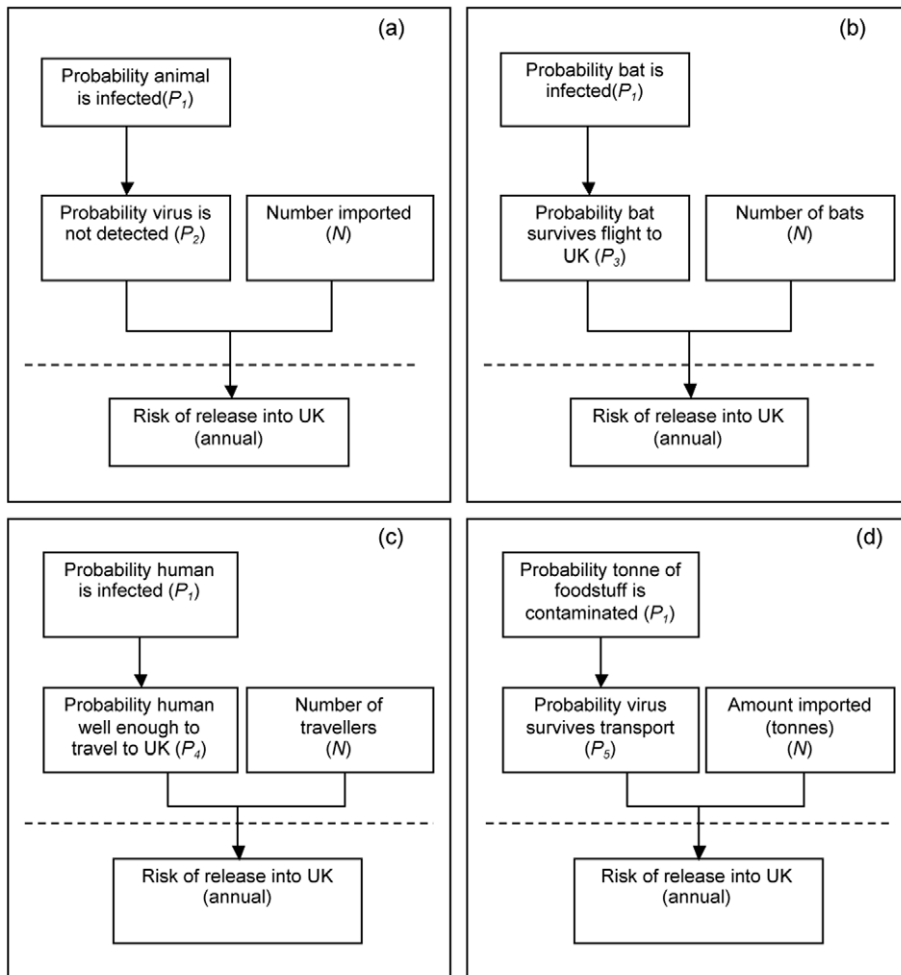 (a)
Probability animal
is infected(P1)
Probability virus is
not detected (P2)
Number imported
(N)
Risk of release into UK
(annual)
(b)
Probability bat is
infected(P1)
Probability bat
survives flight to
UK (P3)
Number of bats
(N)
Risk of release into UK
(annual)
(c)
Probability human
is infected (P1)
Probability human
well enough to
travel to UK (P4)
Number of
travellers
(N)
Risk of release into UK
(annual)
(d)
Probability tonne of
foodstuff is
contaminated (P1)
Probability virus
survives transport
(P5)
Amount imported
(tonnes)
(N)
Risk of release into UK
(annual)